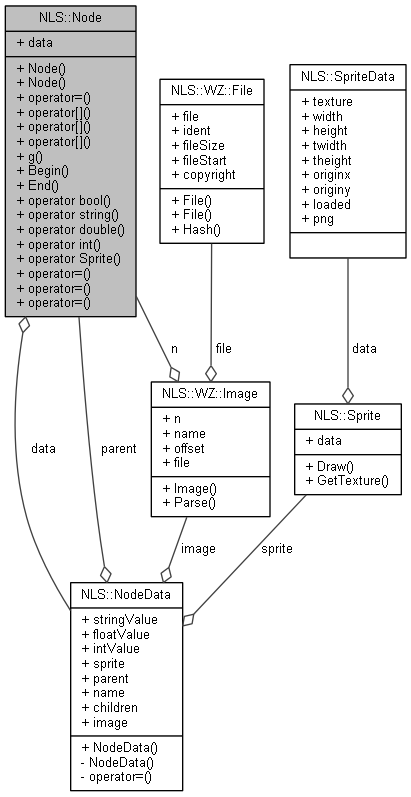 NLS::Node
+ data
+ Node()
+ Node()
+ operator=()
+ operator[]()
+ operator[]()
+ operator[]()
+ g()
+ Begin()
+ End()
+ operator bool()
+ operator string()
+ operator double()
+ operator int()
+ operator Sprite()
+ operator=()
+ operator=()
+ operator=()
NLS::WZ::File
+ file
+ ident
+ fileSize
+ fileStart
+ copyright
+ File()
+ File()
+ Hash()
NLS::SpriteData
+ texture
+ width
+ height
+ twidth
+ theight
+ originx
+ originy
+ loaded
+ png
n
file
data
NLS::WZ::Image
+ n
+ name
+ offset
+ file
+ Image()
+ Parse()
NLS::Sprite
+ data
+ Draw()
+ GetTexture()
data
parent
image
sprite
NLS::NodeData
+ stringValue
+ floatValue
+ intValue
+ sprite
+ parent
+ name
+ children
+ image
+ NodeData()
- NodeData()
- operator=()